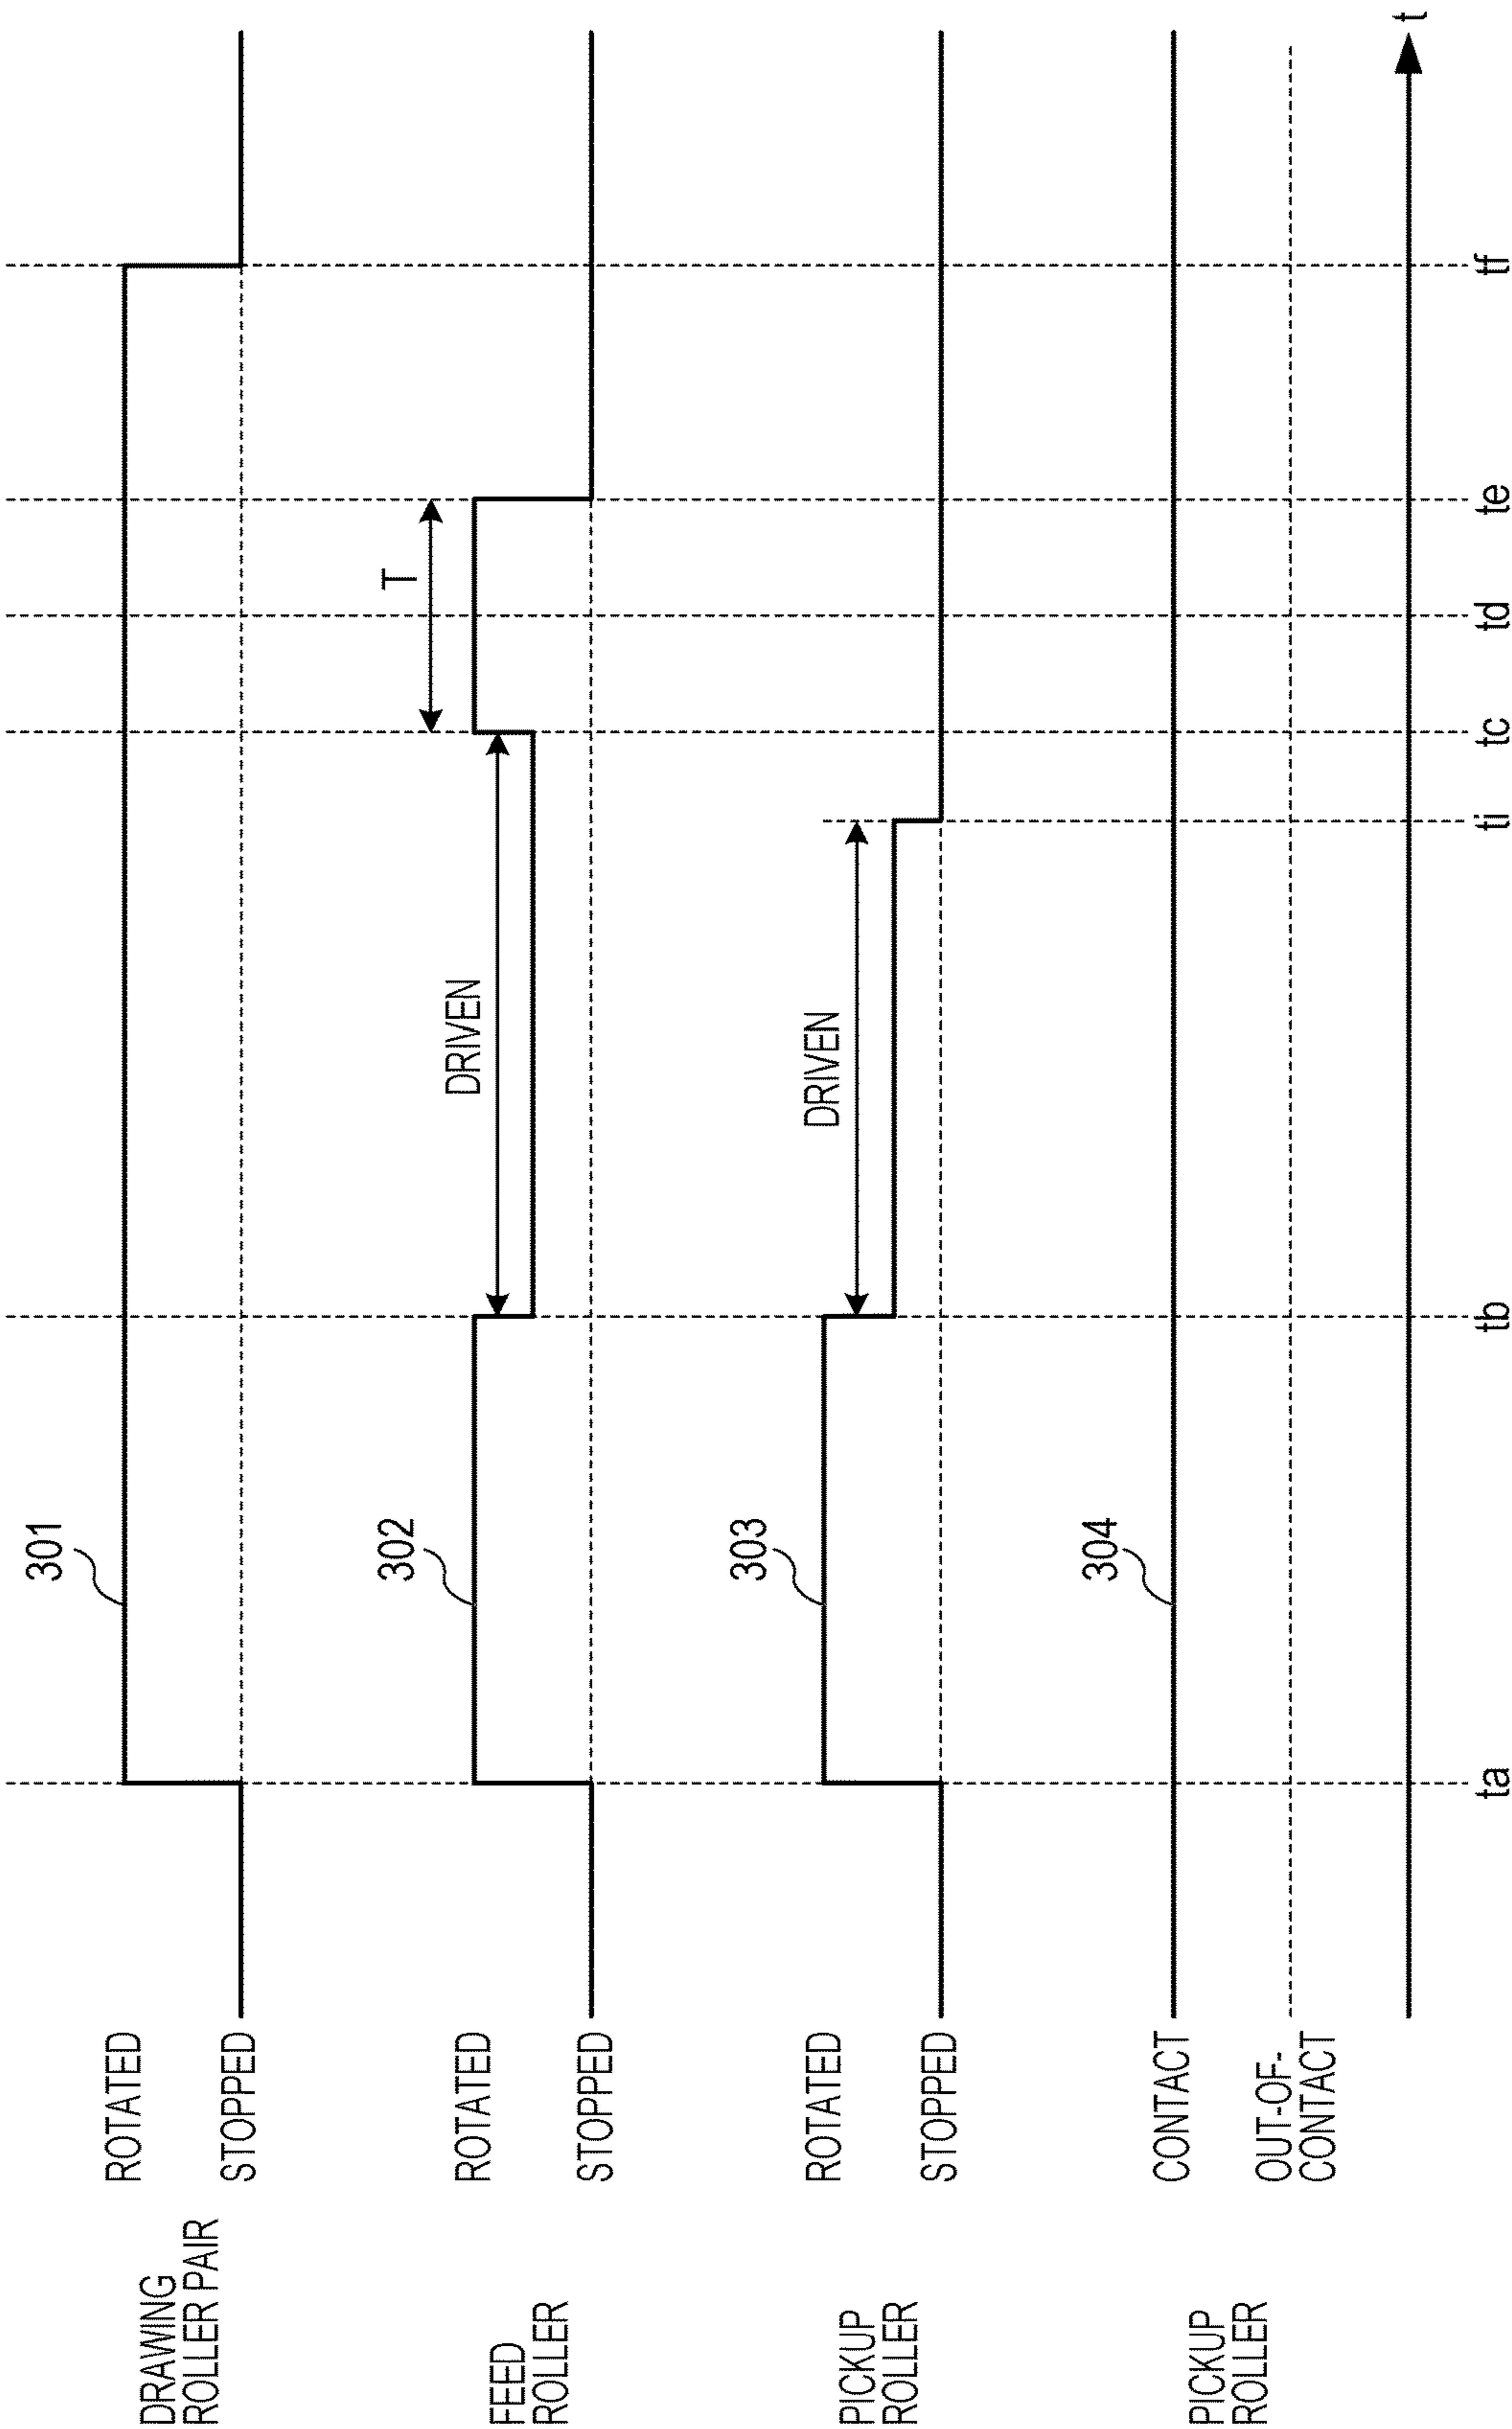 DRAWING
ROLLER PAIR
ROTATED
STOPPED
301
FEED
ROLLER
ROTATED
STOPPED
302
DRIVEN
T
PICKUP
ROLLER
ROTATED
STOPPED
303
DRIVEN
PICKUP
ROLLER
CONTACT
OUT-OF-
CONTACT
304
t
ta
tb
ti
tc
td
te
tf